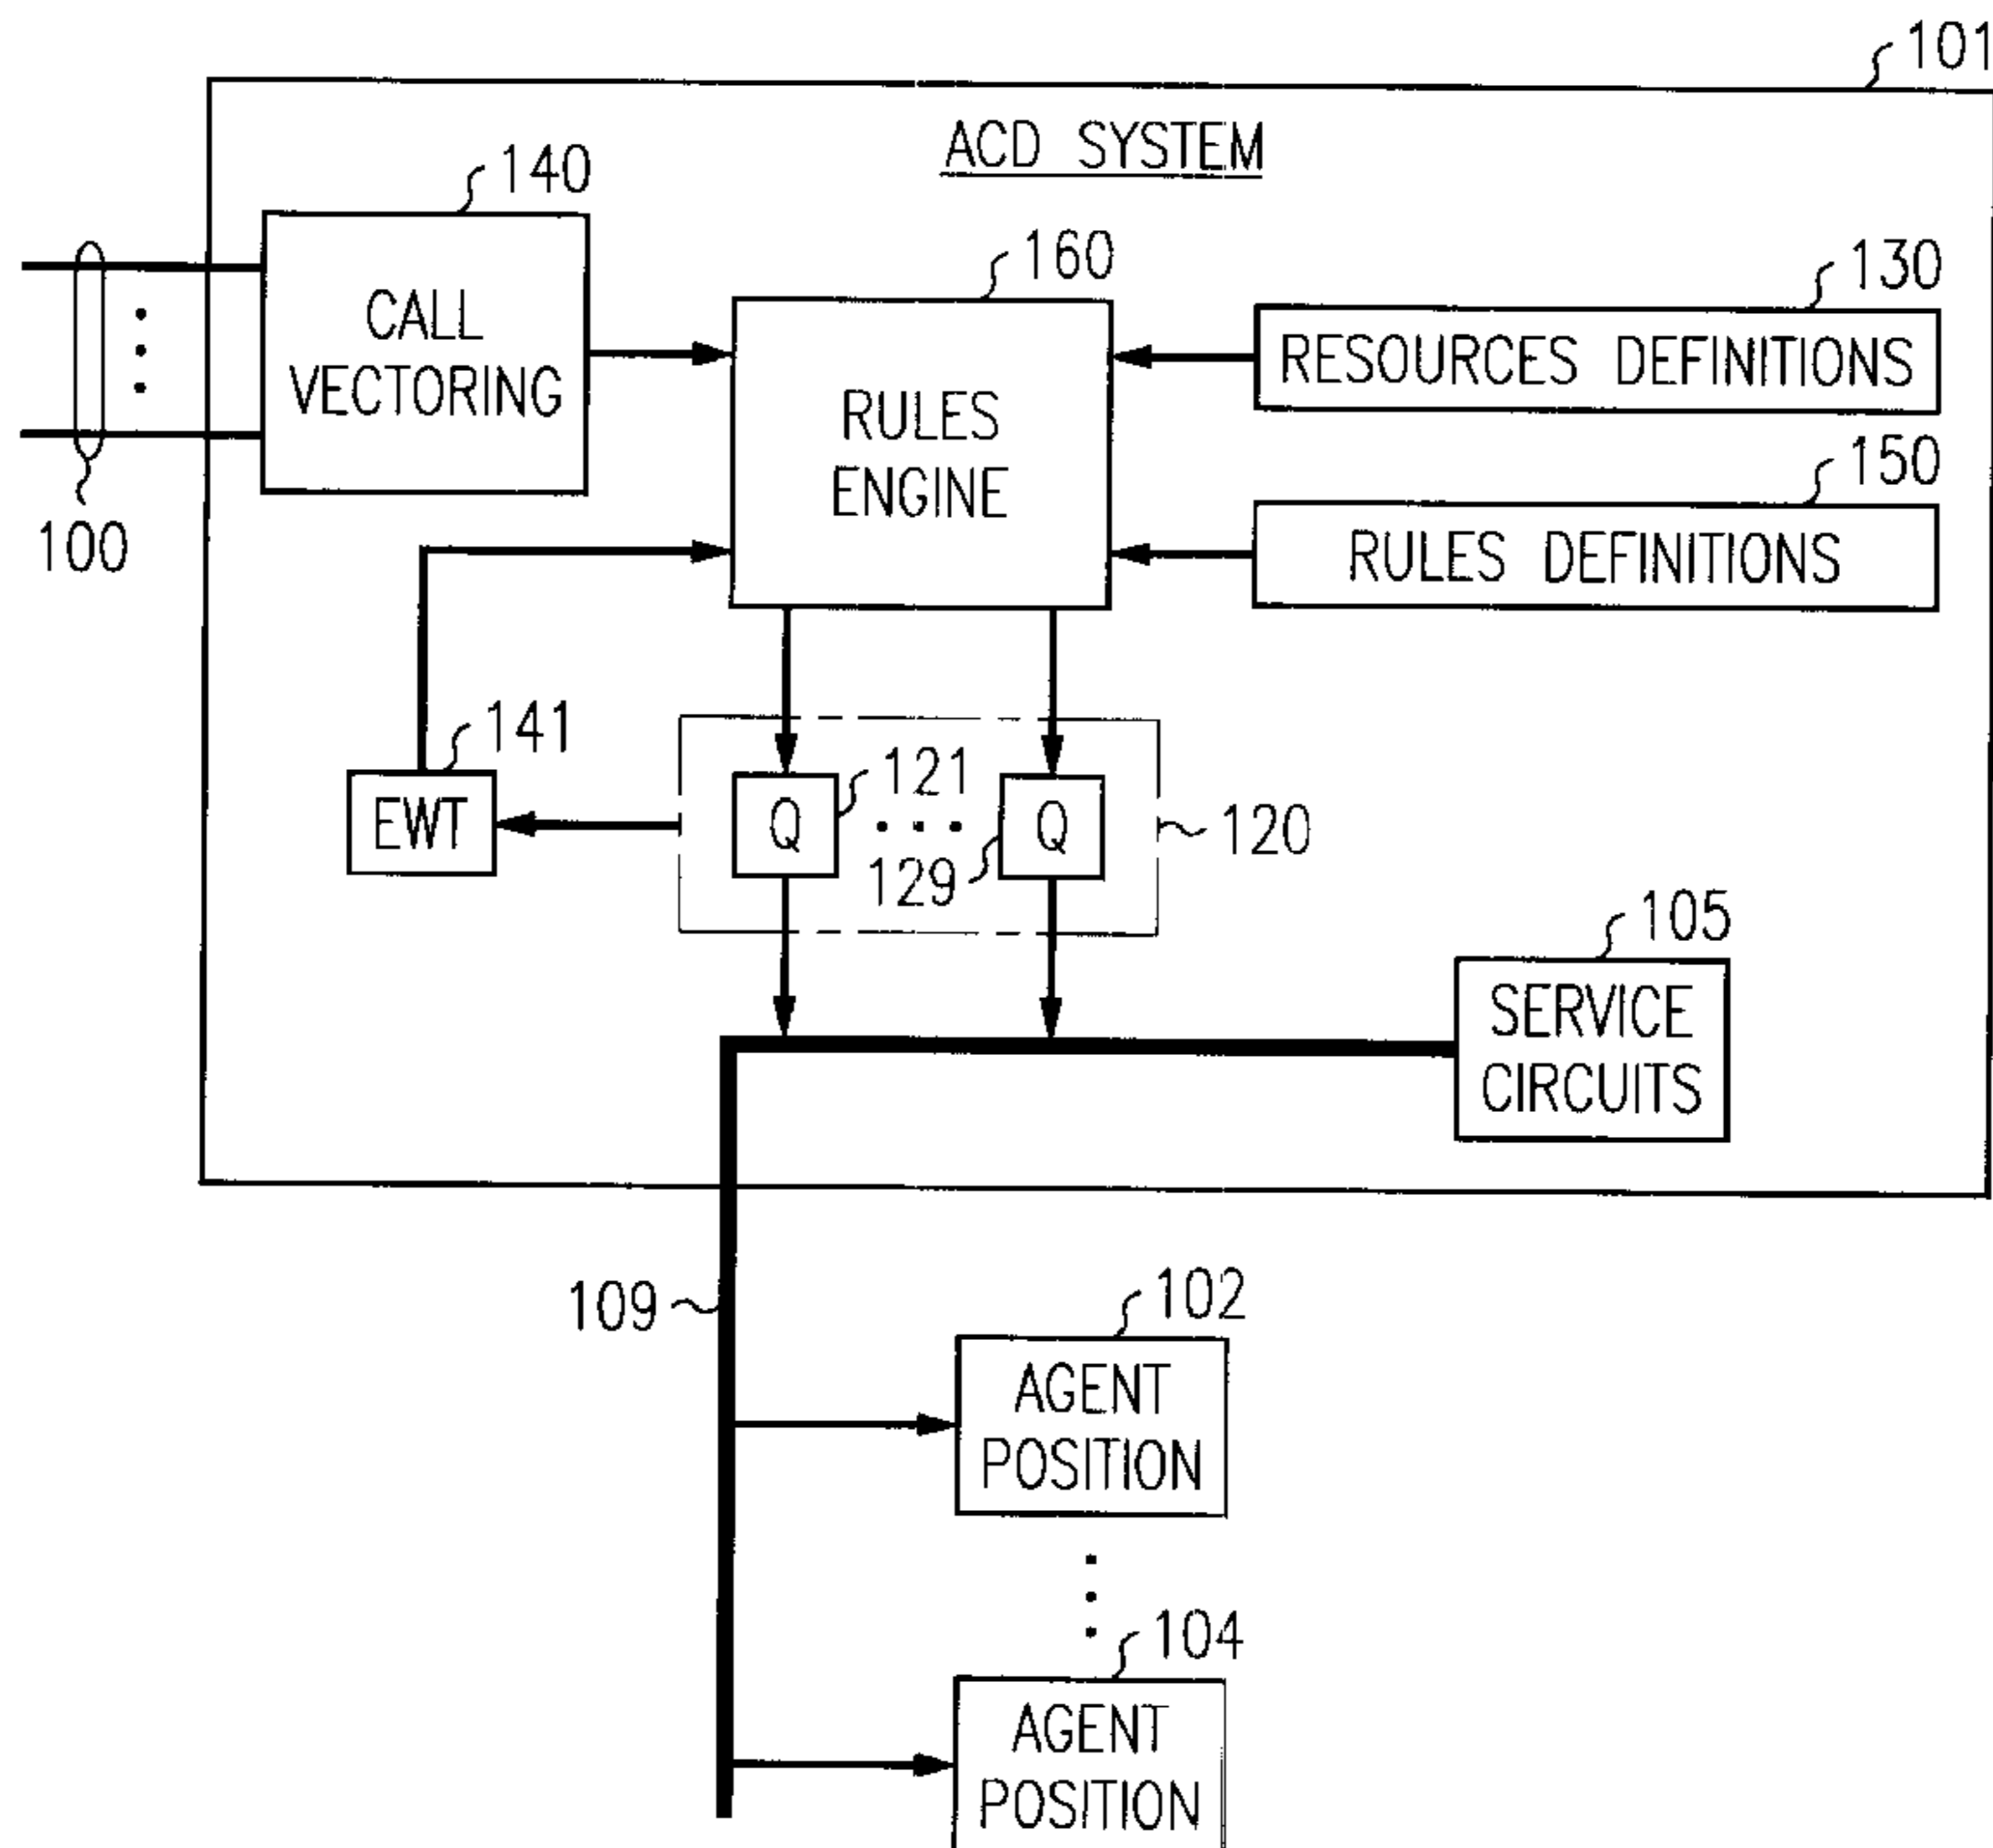 101
ACD SYSTEM
140
CALL
VECTORING
100
160
RULES
ENGINE
130
RESOURCES DEFINITIONS
150
RULES DEFINITIONS
141
EWT
121
Q
129
Q
120
105
SERVICE
CIRCUITS
109
102
AGENT
POSITION
104
AGENT
POSITION